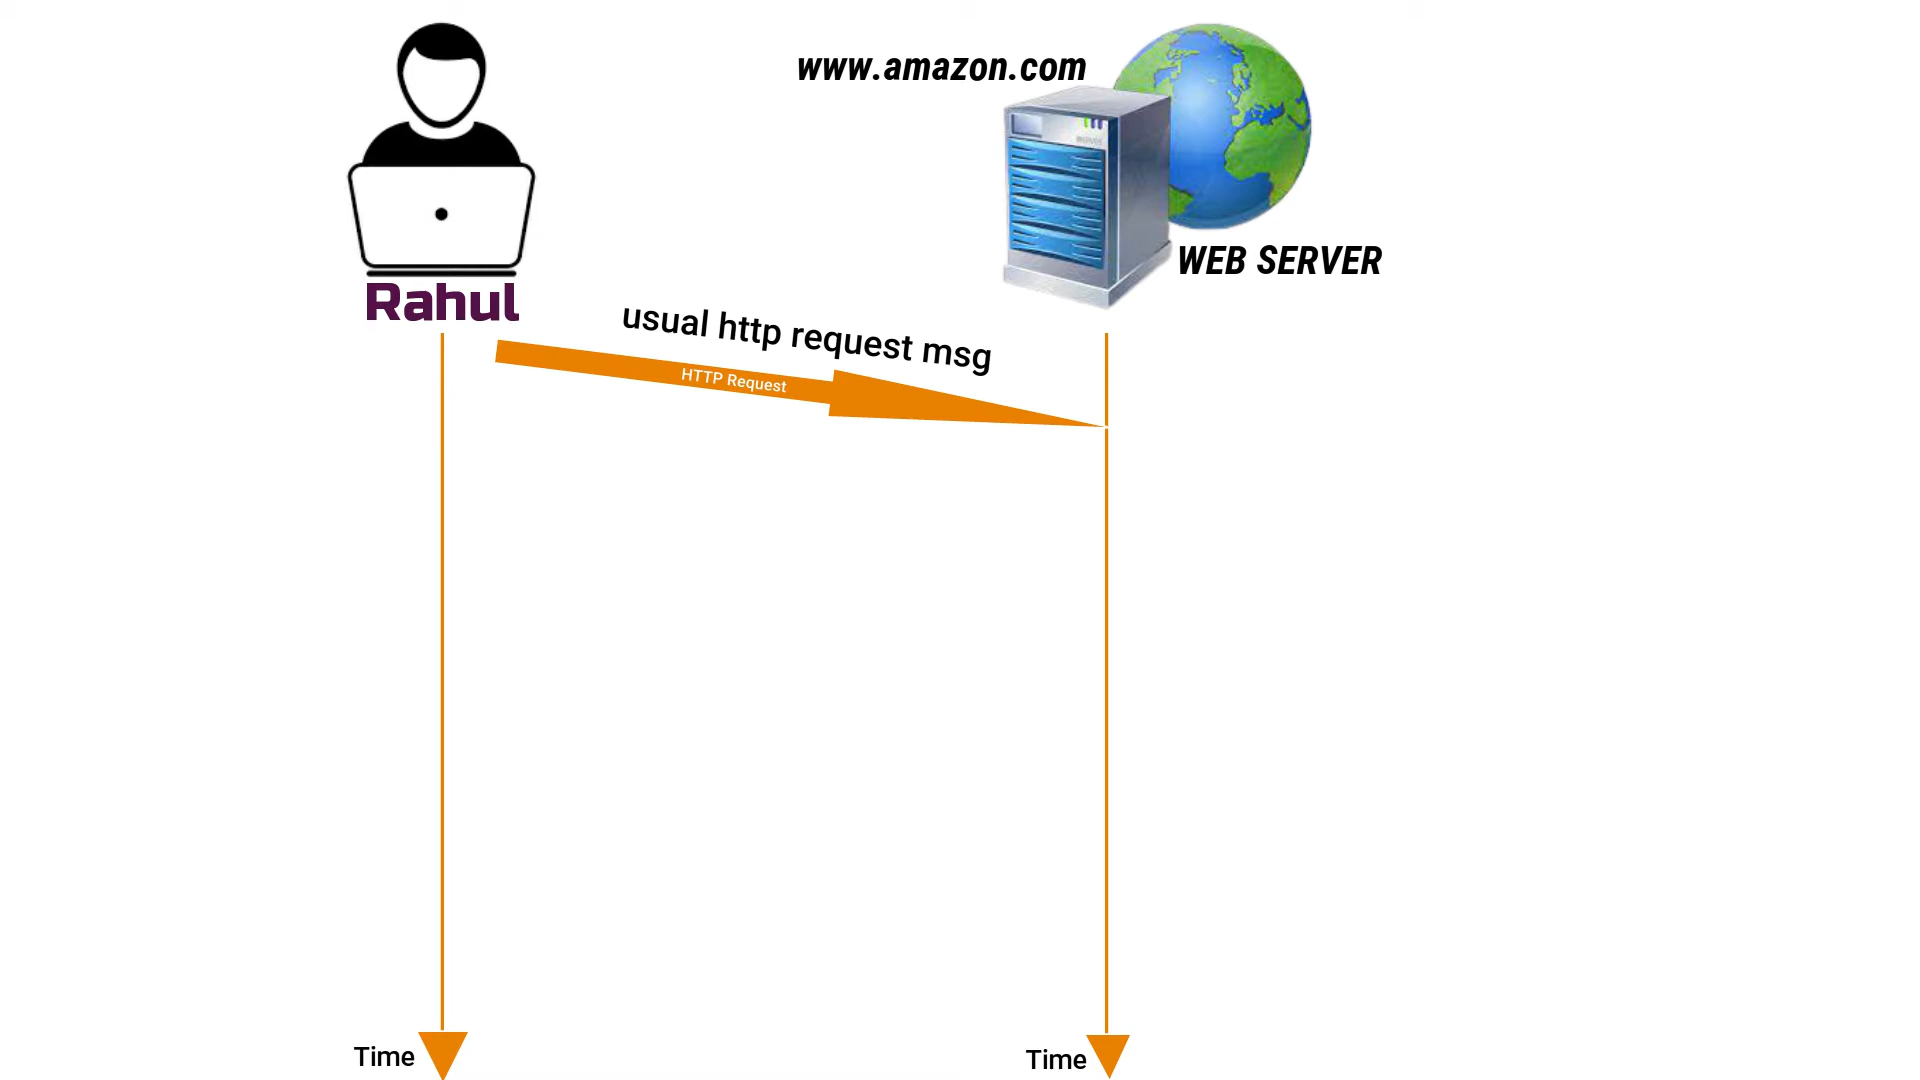 www.amazon.com
WEB SERVER
Rahul
usual http request msg
HTTP Request
Time
Time